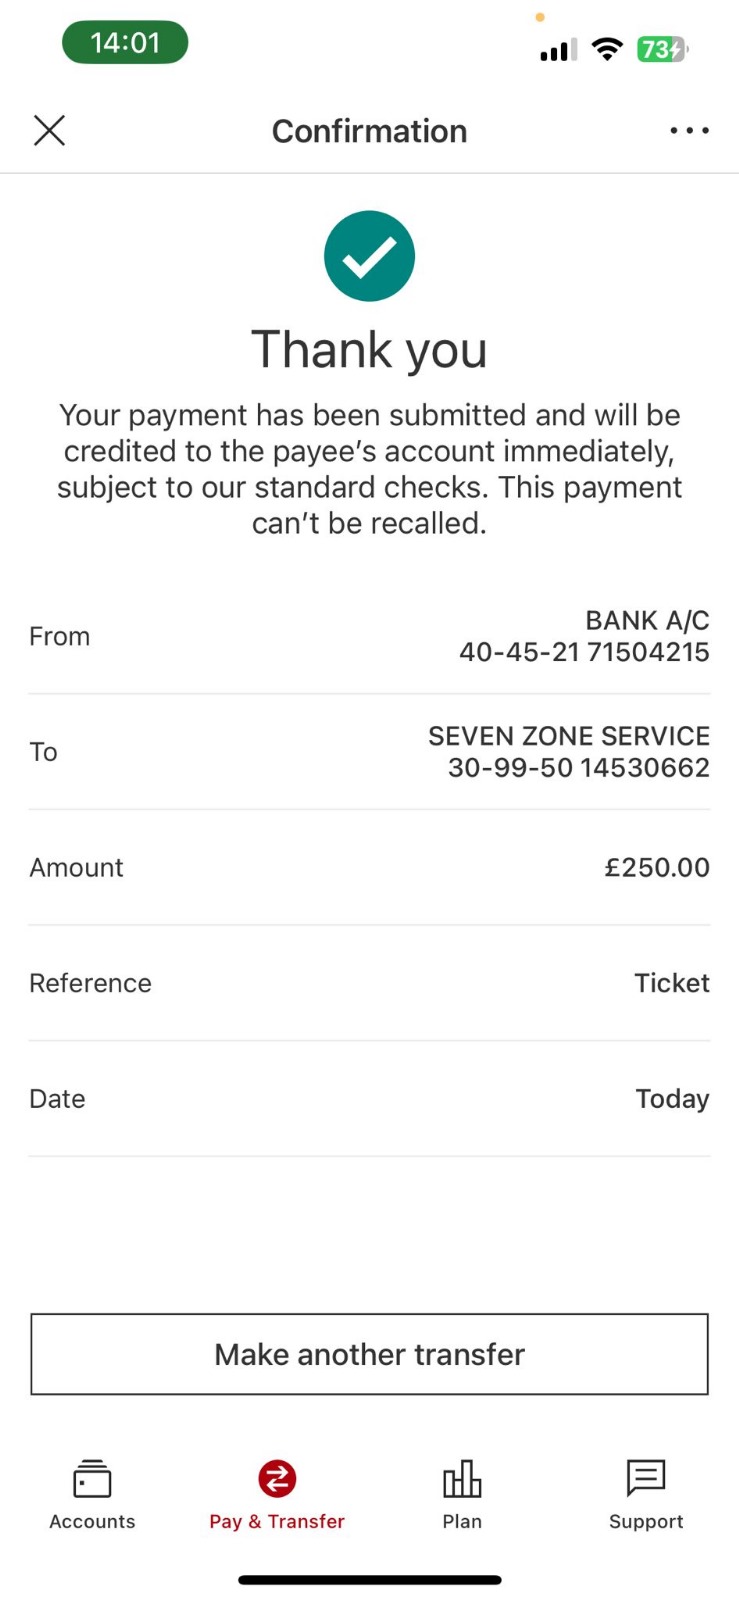 14:01
73
Confirmation
Thank you
Your payment has been submitted and will be
credited to the payee’s account immediately,
subject to our standard checks. This payment
can’t be recalled.
From
BANK A/C
40-45-21 71504215
To
SEVEN ZONE SERVICE
30-99-50 14530662
Amount
£250.00
Reference
Ticket
Date
Today
Make another transfer
Accounts
Pay & Transfer
Plan
Support